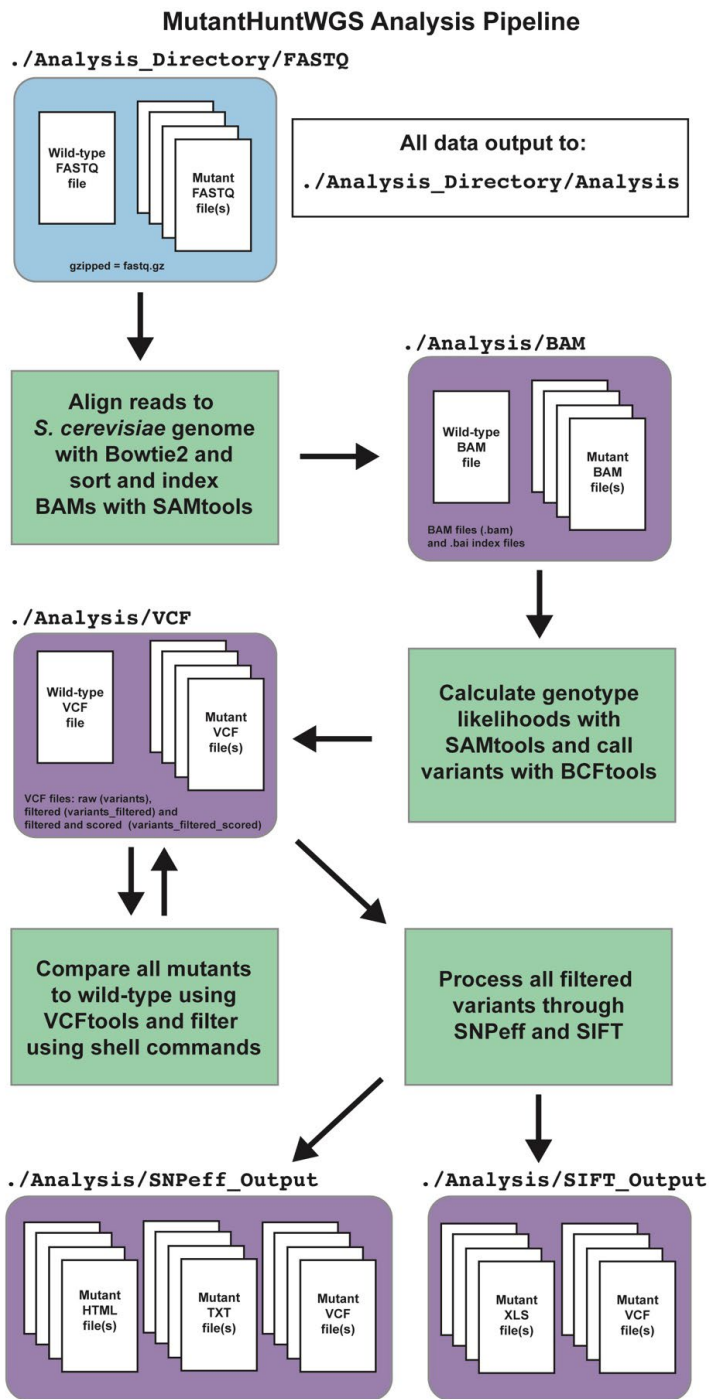 MutantHuntWGS Analysis Pipeline
./Analysis_Directory/FASTQ
Wild-type
FASTQ
file
Mutant
FASTQ
file(s)
gzipped = fastq.gz
All data output to:
./Analysis_Directory/Analysis
Align reads to
S. cerevisiae genome
with Bowtie2 and
sort and index
BAMs with SAMtools
./Analysis/BAM
Wild-type
BAM
file
Mutant
BAM
file(s)
BAM files (.bam)
and .bai index files
Calculate genotype
likelihoods with
SAMtools and call
variants with BCFtools
./Analysis/VCF
Wild-type
VCF
file
Mutant
VCF
file(s)
VCF files: raw (variants),
filtered (variants_filtered) and
filtered and scored (variants_filtered_scored)
Compare all mutants
to wild-type using
VCFtools and filter
using shell commands
Process all filtered
variants through
SNPeff and SIFT
./Analysis/SNPeff_Output
Mutant
HTML
file(s)
Mutant
TXT
file(s)
Mutant
VCF
file(s)
./Analysis/SIFT_Output
Mutant
XLS
file(s)
Mutant
VCF
file(s)